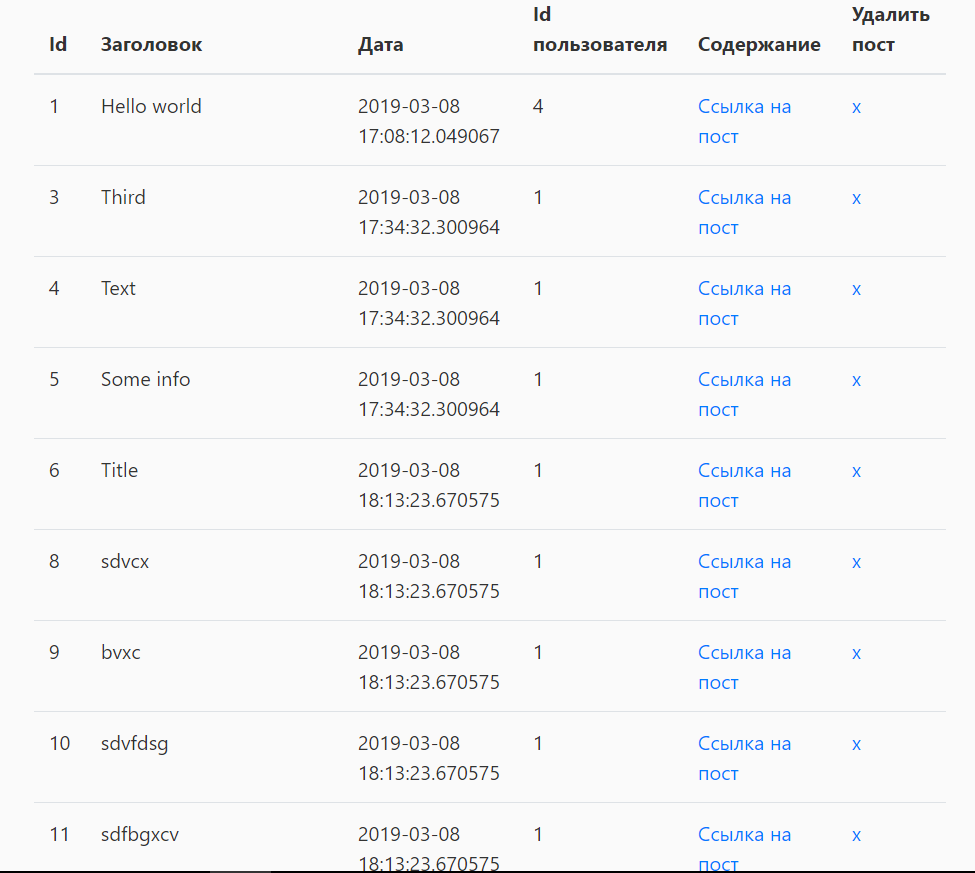 Id Заголовок Дата Id пользователя Содержание Удалить пост
1 Hello world 2019-03-08 4 Ссылка на x
17:08:12.049067 пост
3 Third 2019-03-08 1 Ссылка на x
17:34:32.300964 пост
4 Text 2019-03-08 1 Ссылка на x
17:34:32.300964 пост
5 Some info 2019-03-08 1 Ссылка на x
17:34:32.300964 пост
6 Title 2019-03-08 1 Ссылка на x
18:13:23.670575 пост
8 sdvcx 2019-03-08 1 Ссылка на x
18:13:23.670575 пост
9 bvxc 2019-03-08 1 Ссылка на x
18:13:23.670575 пост
10 sdvfdsg 2019-03-08 1 Ссылка на x
18:13:23.670575 пост
11 sdfbgxcv 2019-03-08 1 Ссылка на x
18:13:23.670575 пост